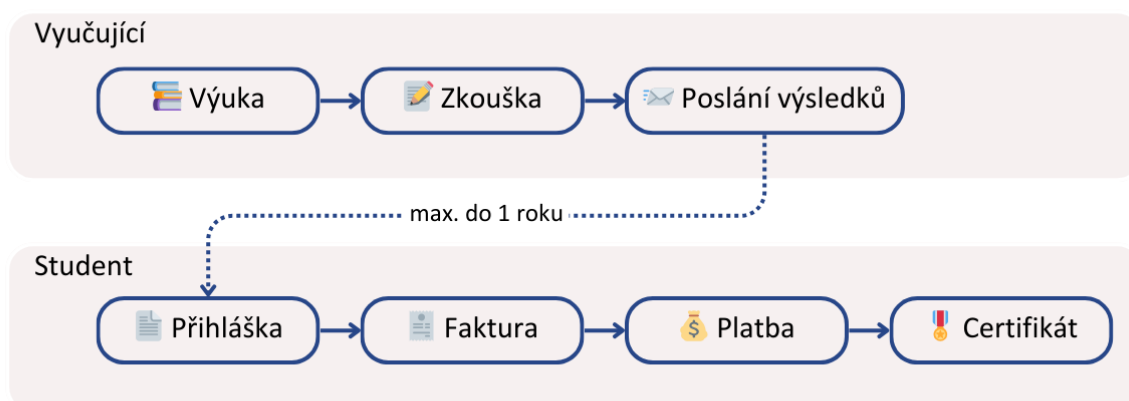 Vyučující
Výuka
Zkouška
Poslání výsledků
max. do 1 roku
Student
Přihláška
Faktura
Platba
Certifikát